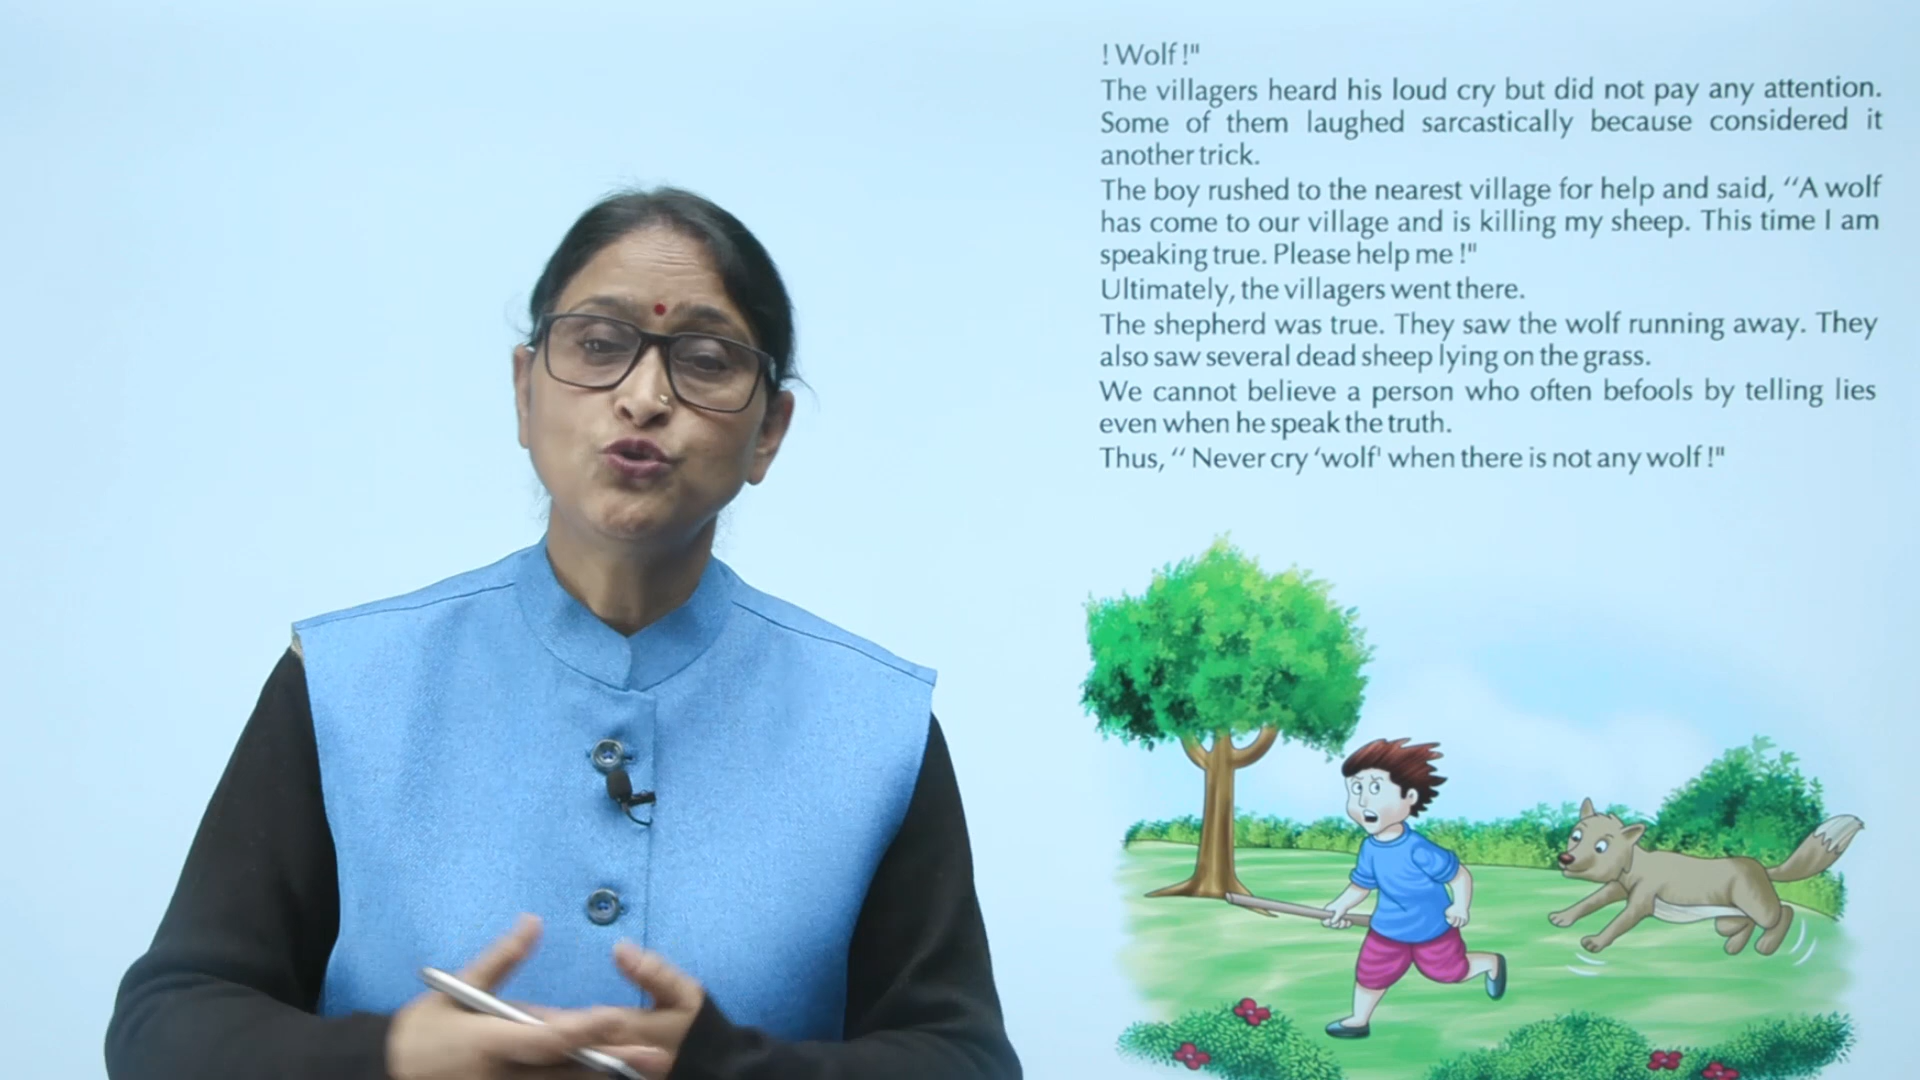 ! Wolf !"
The villagers heard his loud cry but did not pay any attention.
Some of them laughed sarcastically because considered it
another trick.
The boy rushed to the nearest village for help and said, ‘‘A wolf
has come to our village and is killing my sheep. This time I am
speaking true. Please help me !"
Ultimately, the villagers went there.
The shepherd was true. They saw the wolf running away. They
also saw several dead sheep lying on the grass.
We cannot believe a person who often befools by telling lies
even when he speak the truth.
Thus, ‘‘ Never cry ‘wolf' when there is not any wolf !"